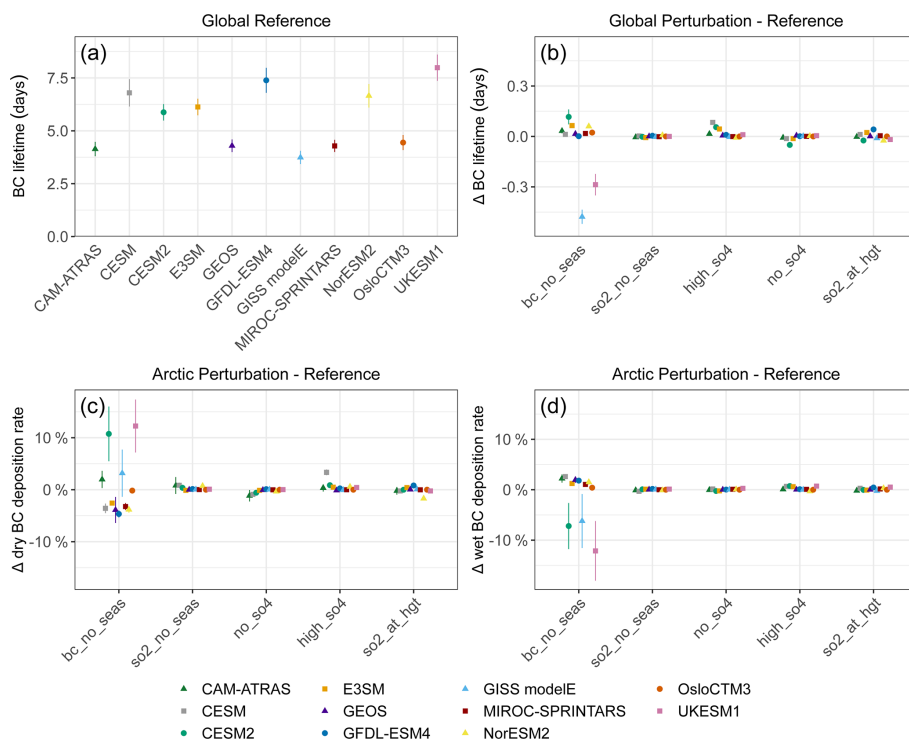 Global Reference
(a)
BC lifetime (days)
7.5
5.0
2.5
0.0
CAM-ATRAS
CESM
CESM2
E3SM
GEOS
GFDL-ESM4
GISS modelE
MIROC-SPRINTARS
NorESM2
OsloCTM3
UKESM1
Global Perturbation - Reference
(b)
Δ BC lifetime (days)
0.3
0.0
-0.3
bc_no_seas
so2_no_seas
high_so4
no_so4
so2_at_hgt
Arctic Perturbation - Reference
(c)
Δ dry BC deposition rate
10 %
0 %
-10 %
bc_no_seas
so2_no_seas
no_so4
high_so4
so2_at_hgt
Arctic Perturbation - Reference
(d)
Δ wet BC deposition rate
10 %
0 %
-10 %
bc_no_seas
so2_no_seas
no_so4
high_so4
so2_at_hgt
CAM-ATRAS
CESM
CESM2
E3SM
GEOS
GFDL-ESM4
GISS modelE
MIROC-SPRINTARS
NorESM2
OsloCTM3
UKESM1